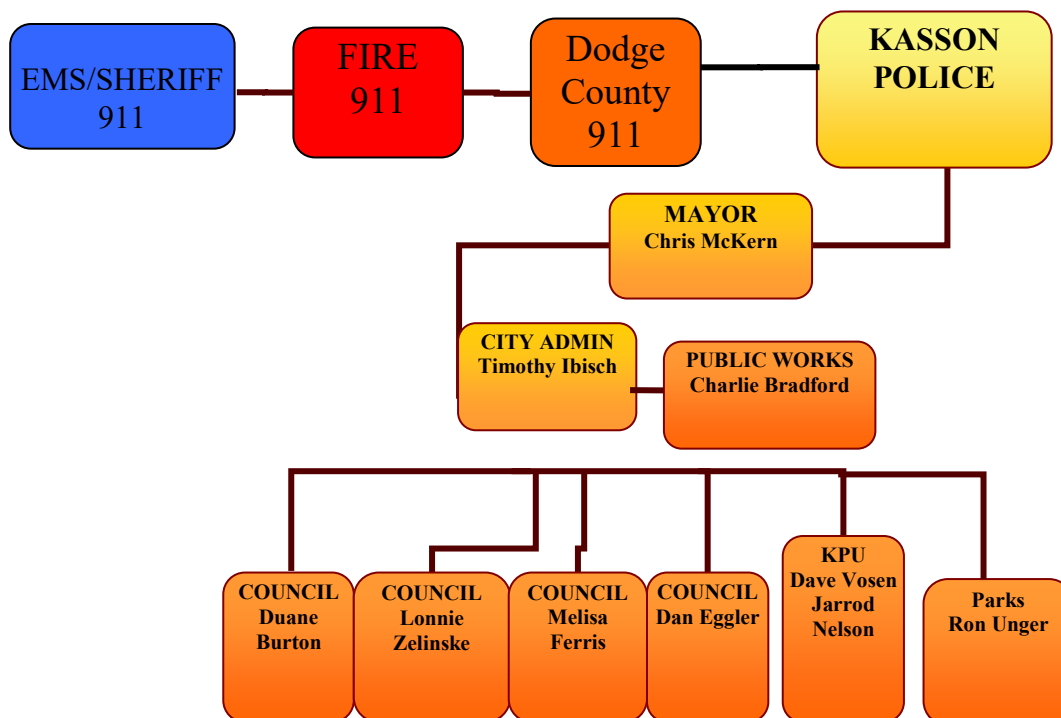 EMS/SHERIFF
911
FIRE
911
Dodge
County
911
KASSON
POLICE
MAYOR
Chris McKern
CITY ADMIN
Timothy Ibisch
PUBLIC WORKS
Charlie Bradford
COUNCIL
Duane
Burton
COUNCIL
Lonnie
Zelinske
COUNCIL
Melisa
Ferris
COUNCIL
Dan Eggler
KPU
Dave Vosen
Jarrod
Nelson
Parks
Ron Unger